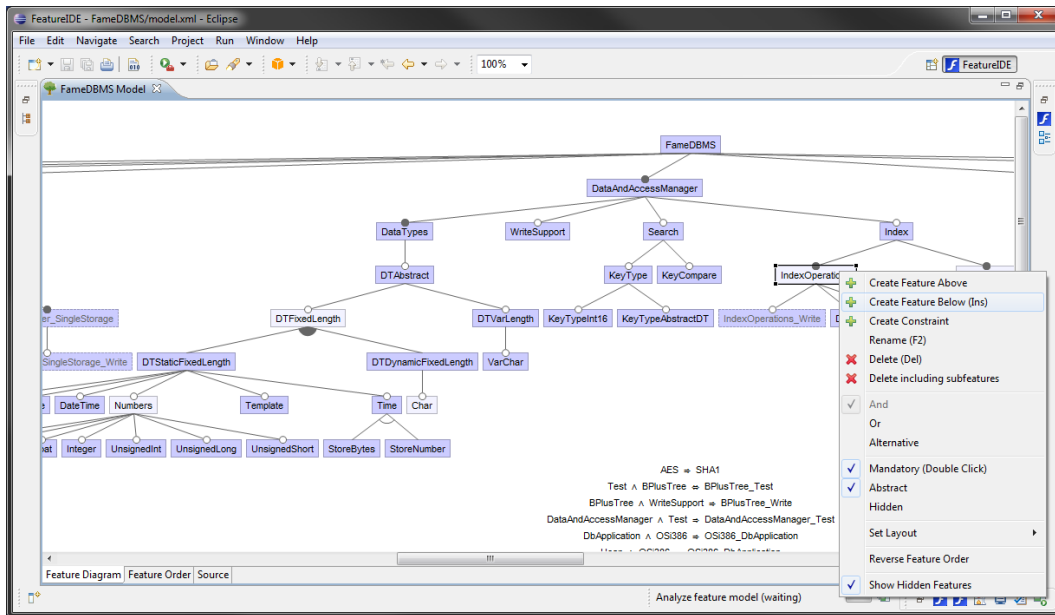 FeatureIDE - FameDBMS/model.xml - Eclipse
File Edit Navigate Search Project Run Window Help
100%
FeatureIDE
FameDBMS Model
FameDBMS
DataAndAccessManager
DataTypes WriteSupport Search Index
DTAbstract KeyType KeyCompare IndexOperatio
er_SingleStorage DTFixedLength DTVarLength KeyTypeInt16 KeyTypeAbstractDT IndexOperations_Write D
SingleStorage_Write DTStaticFixedLength DTDynamicFixedLength VarChar
DateTime Numbers Template Time Char
at Integer UnsignedInt UnsignedLong UnsignedShort StoreBytes StoreNumber
AES ⇒ SHA1
Test ∧ BPlusTree ⇔ BPlusTree_Test
BPlusTree ∧ WriteSupport ⇒ BPlusTree_Write
DataAndAccessManager ∧ Test ⇒ DataAndAccessManager_Test
DbApplication ∧ OSi386 ⇒ OSi386_DbApplication
Create Feature Above
Create Feature Below (Ins)
Create Constraint
Rename (F2)
Delete (Del)
Delete including subfeatures
And
Or
Alternative
Mandatory (Double Click)
Abstract
Hidden
Set Layout
Reverse Feature Order
Show Hidden Features
Feature Diagram Feature Order Source
Analyze feature model (waiting)